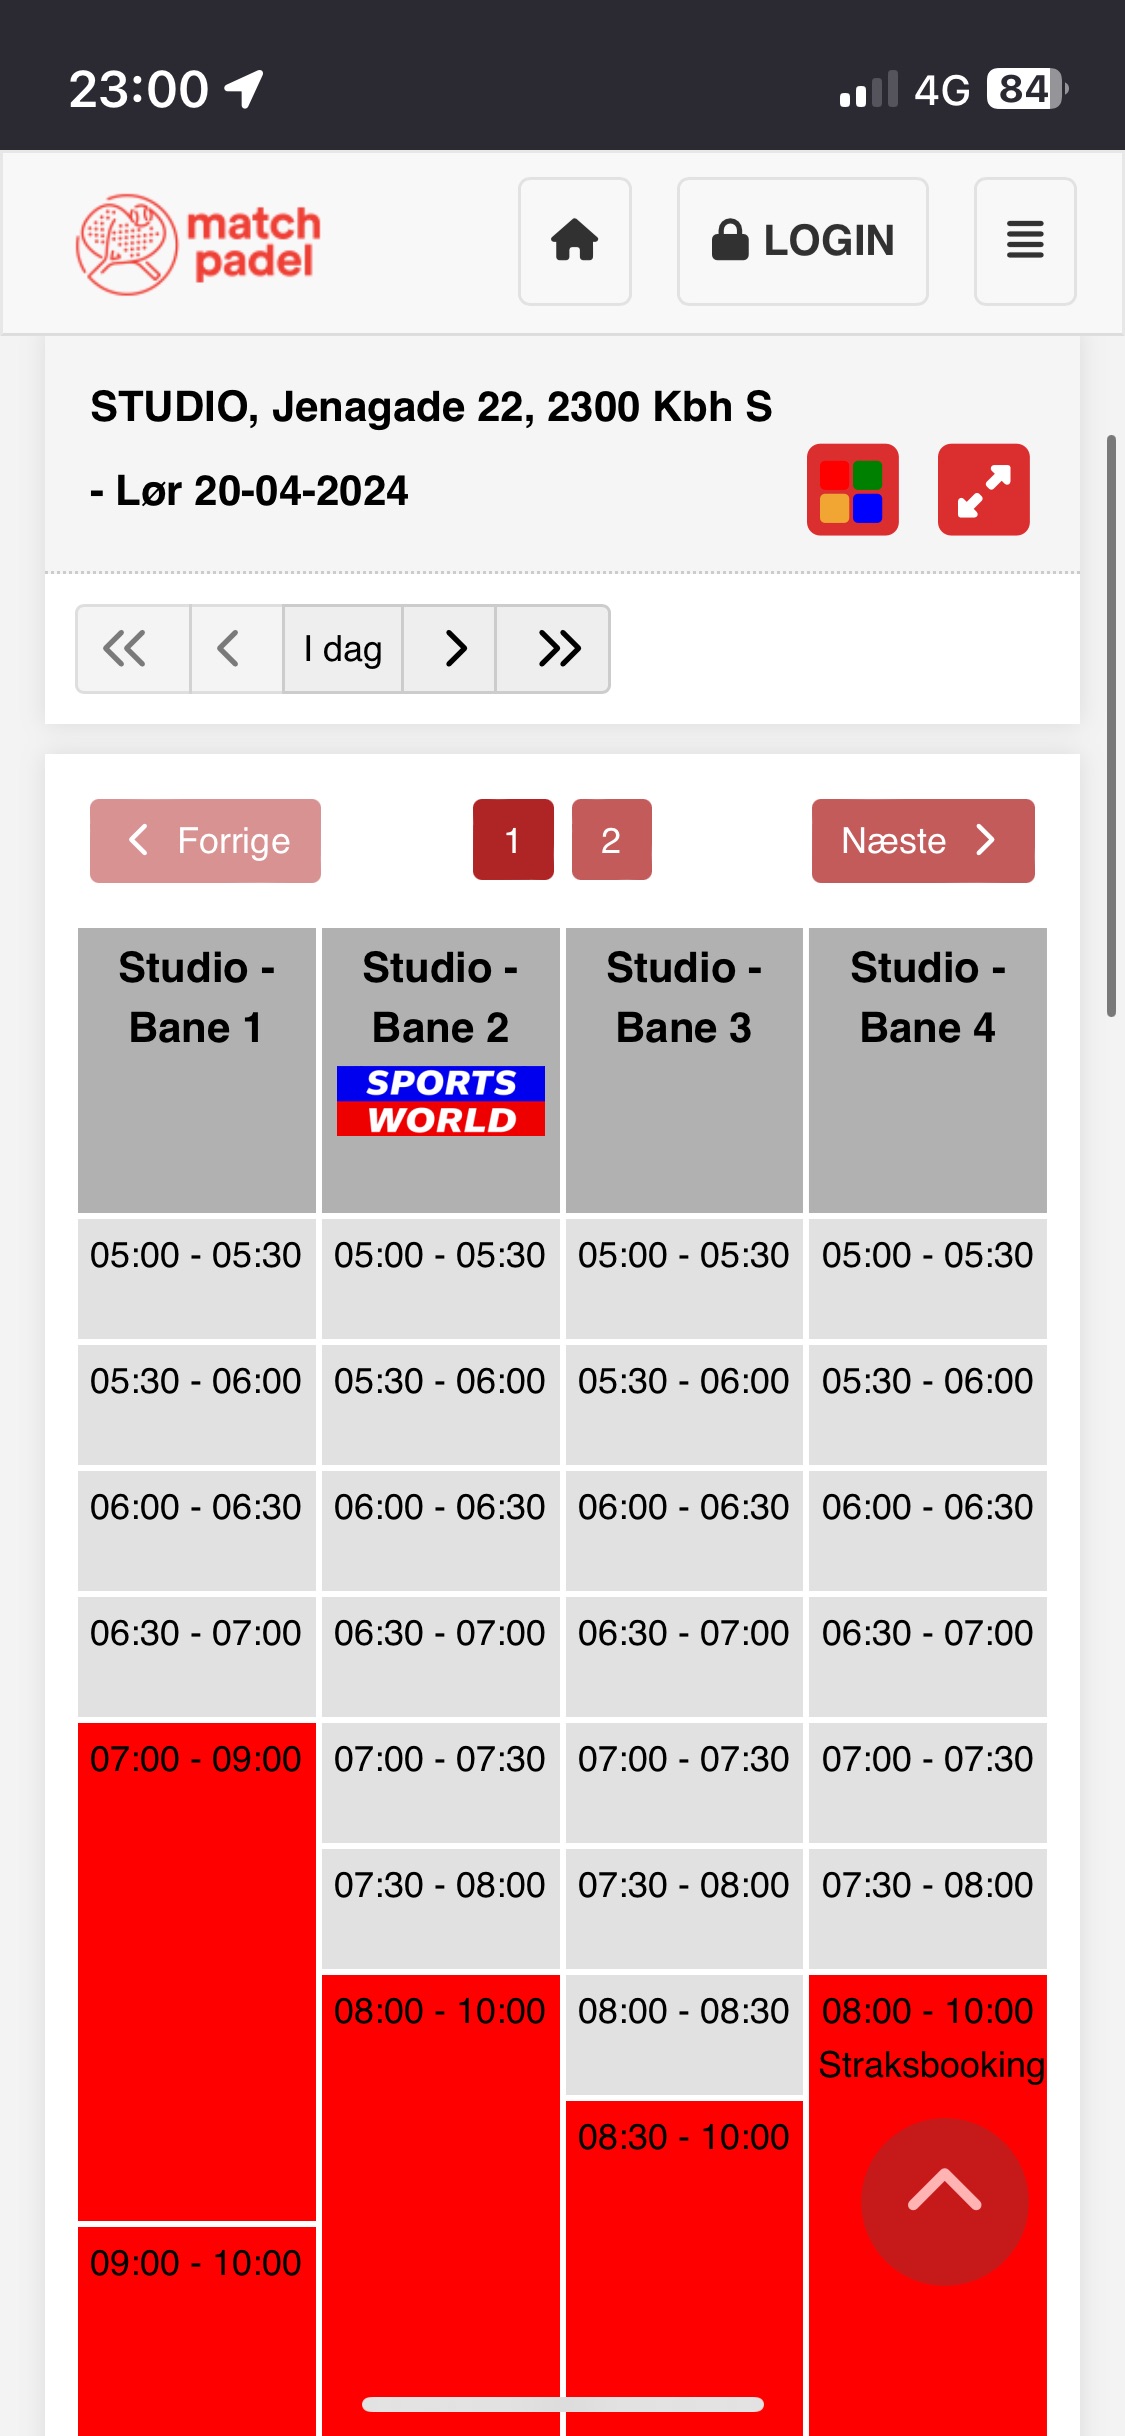 23:00
4G 84
match
padel
LOGIN
STUDIO, Jenagade 22, 2300 Kbh S
- Lør 20-04-2024
I dag
Forrige 1 2 Næste
Studio - Studio - Studio - Studio -
Bane 1 Bane 2 Bane 3 Bane 4
SPORTS
WORLD
05:00 - 05:30 05:00 - 05:30 05:00 - 05:30 05:00 - 05:30
05:30 - 06:00 05:30 - 06:00 05:30 - 06:00 05:30 - 06:00
06:00 - 06:30 06:00 - 06:30 06:00 - 06:30 06:00 - 06:30
06:30 - 07:00 06:30 - 07:00 06:30 - 07:00 06:30 - 07:00
07:00 - 09:00 07:00 - 07:30 07:00 - 07:30 07:00 - 07:30
07:30 - 08:00 07:30 - 08:00 07:30 - 08:00
08:00 - 10:00 08:00 - 08:30 08:00 - 10:00
Straksbooking
08:30 - 10:00
09:00 - 10:00